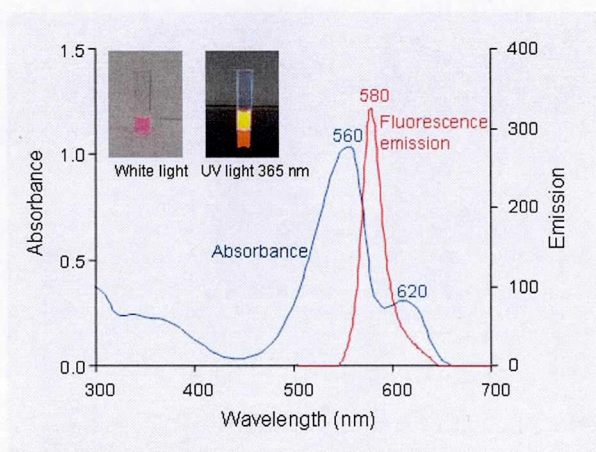 1.5
400
580
Fluorescence
emission
560
300
White light
UV light 365 nm
1.0
Absorbance
200
Emission
Absorbance
0.5
620
100
0.0
0
300
400
500
600
700
Wavelength (nm)